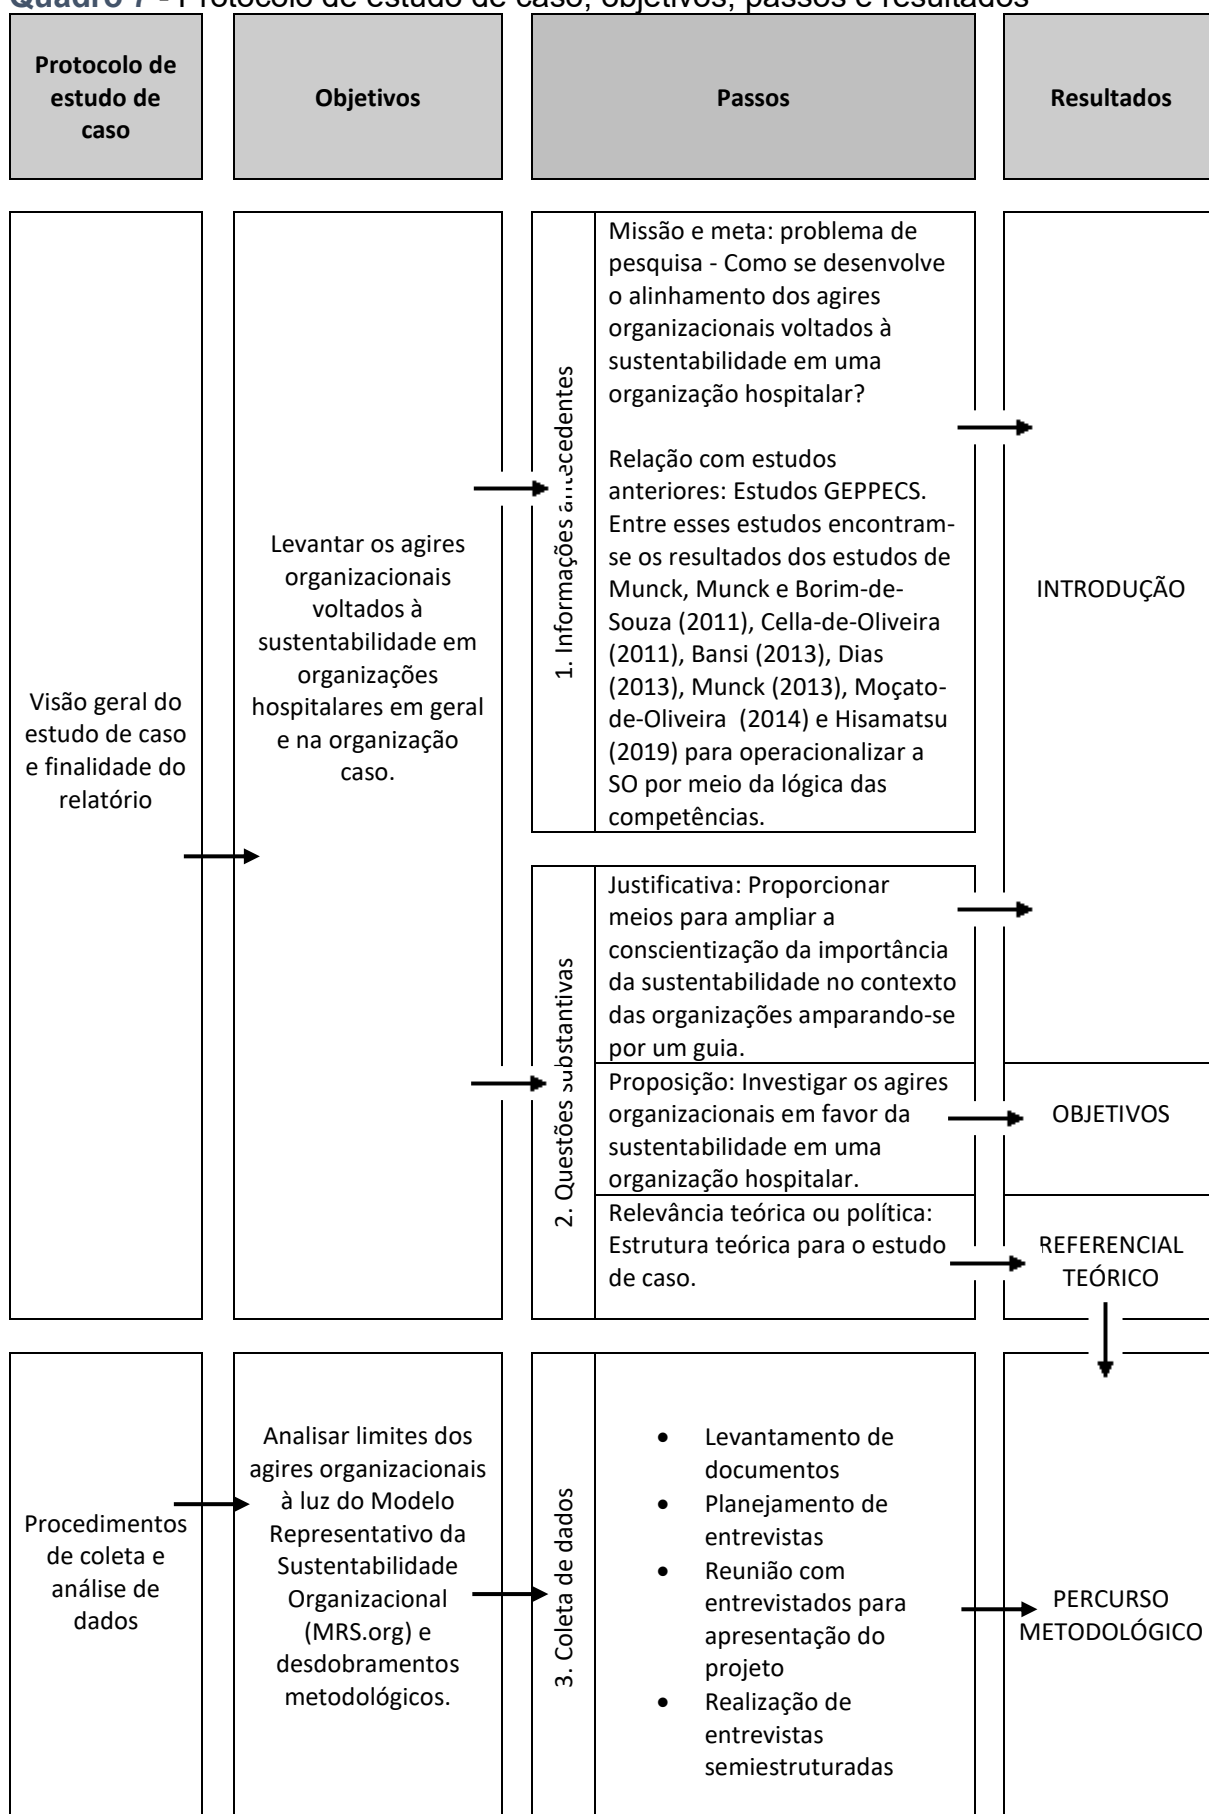 Quadro 7 - Protocolo de estudo de caso, objetivos, passos e resultados
Protocolo de
estudo de
caso
Objetivos
Passos
Resultados
Visão geral do
estudo de caso
e finalidade do
relatório
Levantar os agires
organizacionais
voltados à
sustentabilidade em
organizações
hospitalares em geral
e na organização
caso.
1. Informações antecedentes
Missão e meta: problema de
pesquisa - Como se desenvolve
o alinhamento dos agires
organizacionais voltados à
sustentabilidade em uma
organização hospitalar?
Relação com estudos
anteriores: Estudos GEPPECS.
Entre esses estudos encontram-
se os resultados dos estudos de
Munck, Munck e Borim-de-
Souza (2011), Cella-de-Oliveira
(2011), Bansi (2013), Dias
(2013), Munck (2013), Moçato-
de-Oliveira (2014) e Hisamatsu
(2019) para operacionalizar a
SO por meio da lógica das
competências.
INTRODUÇÃO
2. Questões substantivas
Justificativa: Proporcionar
meios para ampliar a
conscientização da importância
da sustentabilidade no contexto
das organizações amparando-se
por um guia.
Proposição: Investigar os agires
organizacionais em favor da
sustentabilidade em uma
organização hospitalar.
OBJETIVOS
Relevância teórica ou política:
Estrutura teórica para o estudo
de caso.
REFERENCIAL
TEÓRICO
Procedimentos
de coleta e
análise de
dados
Analisar limites dos
agires organizacionais
à luz do Modelo
Representativo da
Sustentabilidade
Organizacional
(MRS.org) e
desdobramentos
metodológicos.
3. Coleta de dados
• Levantamento de
documentos
• Planejamento de
entrevistas
• Reunião com
entrevistados para
apresentação do
projeto
• Realização de
entrevistas
semiestruturadas
PERCURSO
METODOLÓGICO